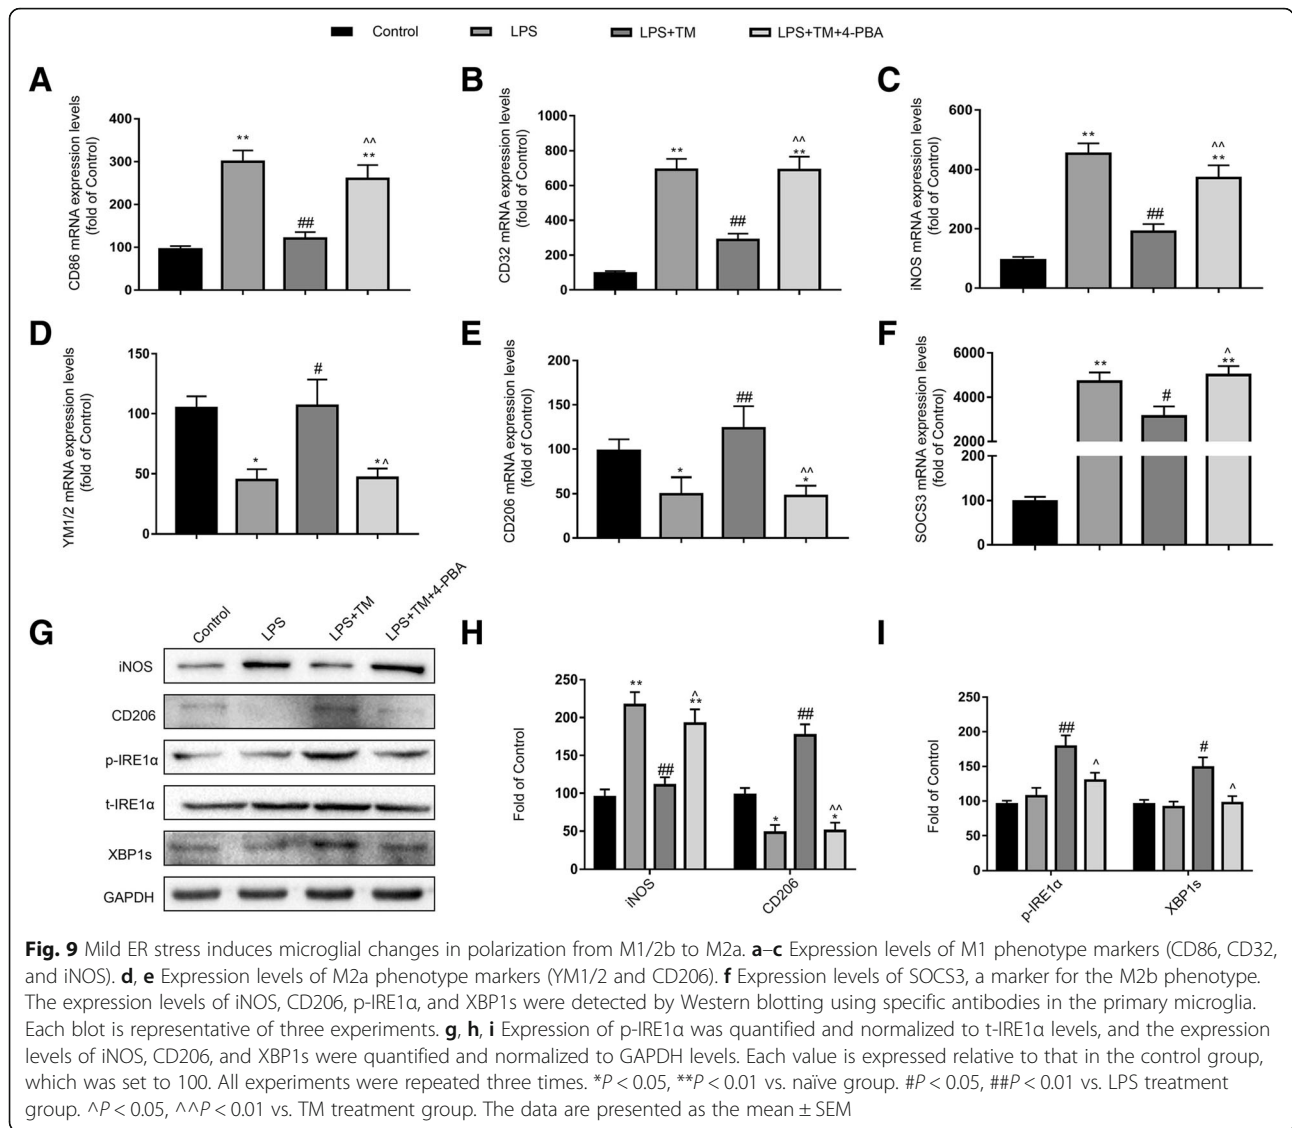 Control LPS LPS+TM LPS+TM+4-PBA
A
CD86 mRNA expression levels
(fold of Control)
400
300
200
100
0
**
##
^^
**
B
CD32 mRNA expression levels
(fold of Control)
1000
800
600
400
200
0
**
##
^^
**
C
iNOS mRNA expression levels
(fold of Control)
600
400
200
0
**
##
^^
**
D
YM1/2 mRNA expression levels
(fold of Control)
150
100
50
0
*
#
*^
E
CD206 mRNA expression levels
(fold of Control)
200
150
100
50
0
*
##
^^
*
F
SOCS3 mRNA expression levels
(fold of Control)
6000
4000
2000
200
100
0
**
#
^
**
G
Control LPS LPS+TM LPS+TM+4-PBA
iNOS
CD206
p-IRE1α
t-IRE1α
XBP1s
GAPDH
H
Fold of Control
250
200
150
100
50
0
**
##
^
**
*
##
^^
*
iNOS CD206
I
Fold of Control
250
200
150
100
50
0
##
^
#
^
p-IRE1α XBP1s
Fig. 9 Mild ER stress induces microglial changes in polarization from M1/2b to M2a. a–c Expression levels of M1 phenotype markers (CD86, CD32,
and iNOS). d, e Expression levels of M2a phenotype markers (YM1/2 and CD206). f Expression levels of SOCS3, a marker for the M2b phenotype.
The expression levels of iNOS, CD206, p-IRE1α, and XBP1s were detected by Western blotting using specific antibodies in the primary microglia.
Each blot is representative of three experiments. g, h, i Expression of p-IRE1α was quantified and normalized to t-IRE1α levels, and the expression
levels of iNOS, CD206, and XBP1s were quantified and normalized to GAPDH levels. Each value is expressed relative to that in the control group,
which was set to 100. All experiments were repeated three times. *P < 0.05, **P < 0.01 vs. naïve group. #P < 0.05, ##P < 0.01 vs. LPS treatment
group. ^P < 0.05, ^^P < 0.01 vs. TM treatment group. The data are presented as the mean ± SEM